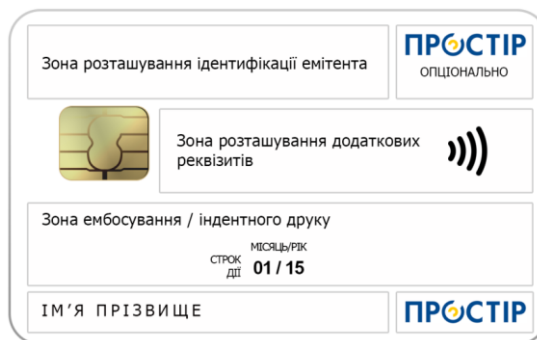 Зона розташування ідентифікації емітента
ПРОСТІР
ОПЦІОНАЛЬНО
Зона розташування додаткових
реквізитів
Зона ембосування / індентного друку
МІСЯЦЬ/РІК
СТРОК
ДІЇ 01 / 15
ІМ’Я ПРІЗВИЩЕ
ПРОСТІР